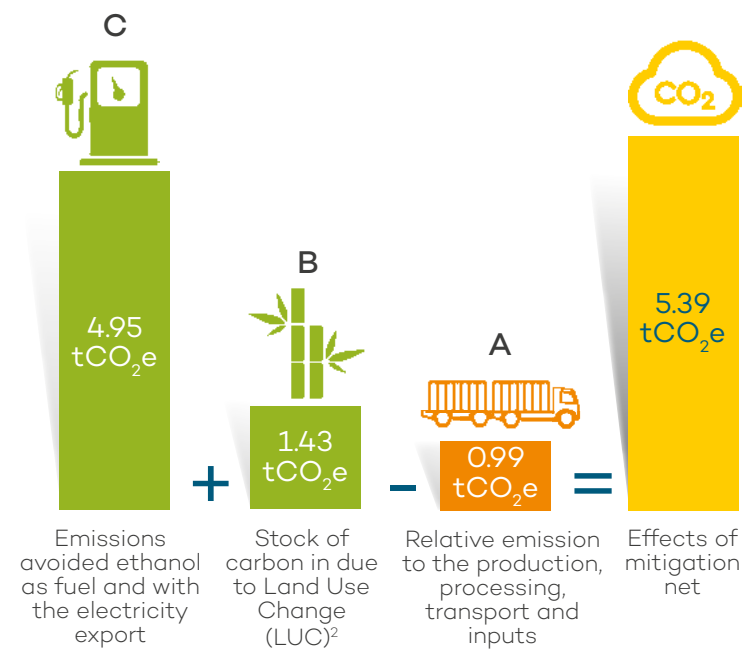 C
CO₂
B
A
4.95
tCO₂e
+
1.43
tCO₂e
-
0.99
tCO₂e
=
5.39
tCO₂e
Emissions
avoided ethanol
as fuel and with
the electricity
export
Stock of
carbon in due
to Land Use
Change
(LUC)²
Relative emission
to the production,
processing,
transport and
inputs
Effects of
mitigation
net